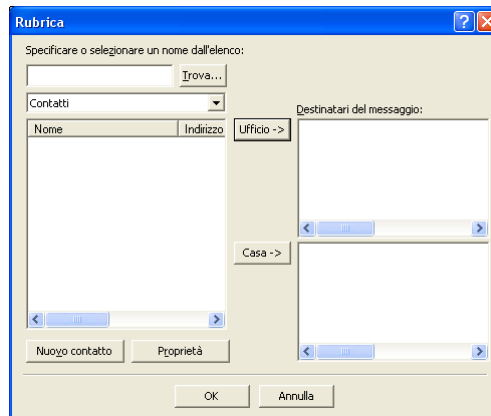 Rubrica
Specificare o selezionare un nome dall'elenco:
Trova...
Contatti
Destinatari del messaggio:
Nome Indirizzo
Ufficio ->
Casa ->
Nuovo contatto Proprietà
OK Annulla